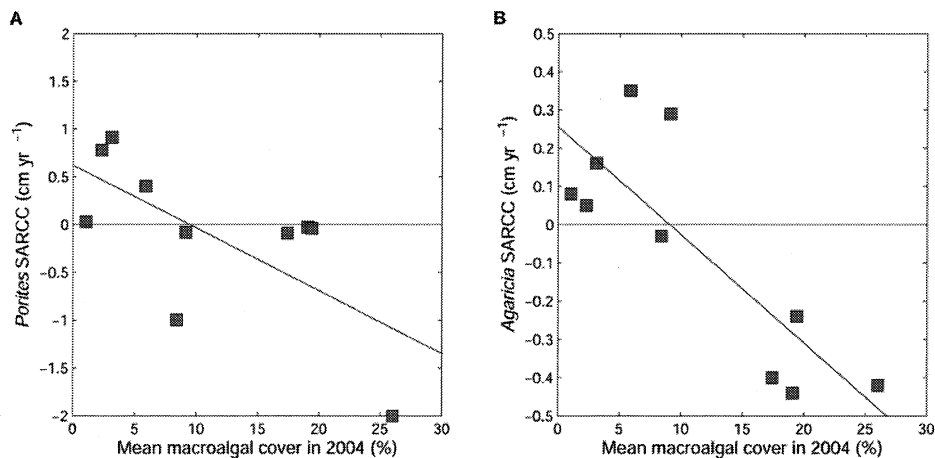 A
Porites SARCC (cm yr −1)
2
1.5
1
0.5
0
−0.5
−1
−1.5
−2
0 5 10 15 20 25 30
Mean macroalgal cover in 2004 (%)
B
Agaricia SARCC (cm yr −1)
0.5
0.4
0.3
0.2
0.1
0
−0.1
−0.2
−0.3
−0.4
−0.5
0 5 10 15 20 25 30
Mean macroalgal cover in 2004 (%)